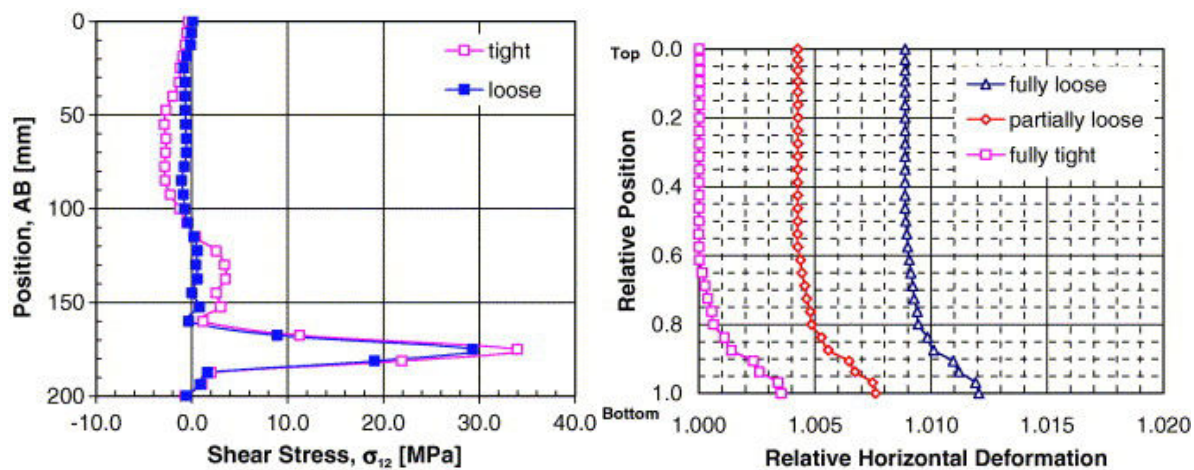 0
50
100
150
200
Position, AB [mm]
tight
loose
-10.0 0.0 10.0 20.0 30.0 40.0
Shear Stress, σ12 [MPa]
Top
0.0
0.2
0.4
0.6
0.8
1.0
Bottom
Relative Position
fully loose
partially loose
fully tight
1.000 1.005 1.010 1.015 1.020
Relative Horizontal Deformation